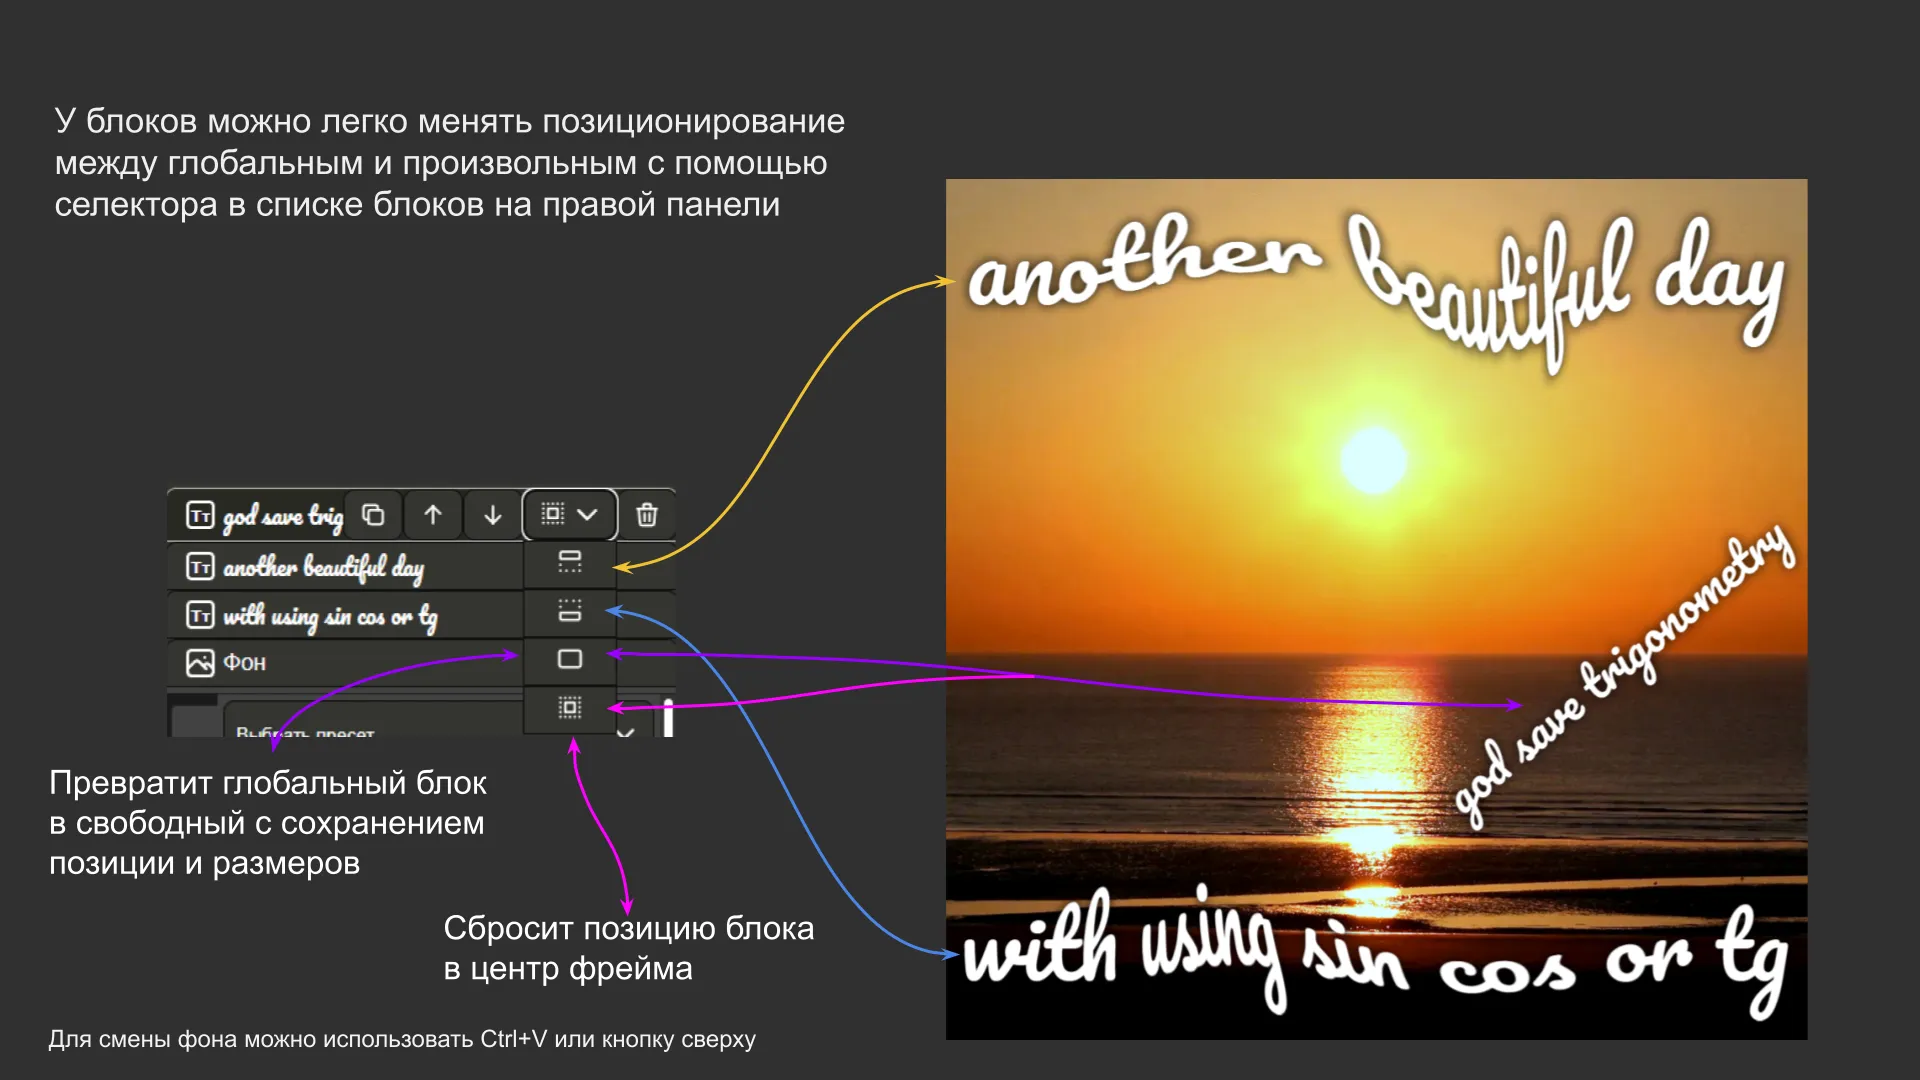 У блоков можно легко менять позиционирование
между глобальным и произвольным с помощью
селектора в списке блоков на правой панели
another beautiful day
god save trig
another beautiful day
with using sin cos or tg
Фон
Выбрать пресет
god save trigonometry
Превратит глобальный блок
в свободный с сохранением
позиции и размеров
Сбросит позицию блока
в центр фрейма
with using sin cos or tg
Для смены фона можно использовать Ctrl+V или кнопку сверху